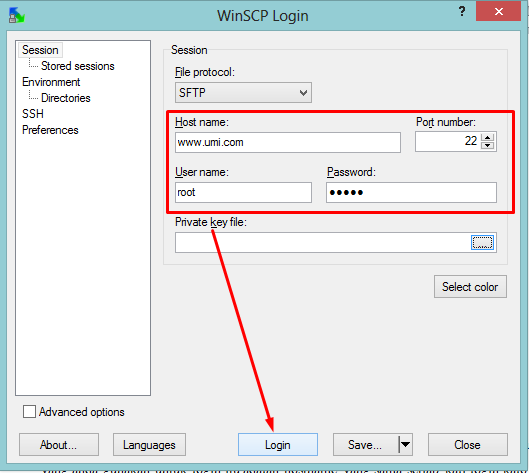 WinSCP Login
?
Session
Stored sessions
Environment
Directories
SSH
Preferences
Session
File protocol:
SFTP
Host name:
Port number:
www.umi.com
22
User name:
Password:
root
•••••
Private key file:
...
Select color
Advanced options
About...
Languages
Login
Save...
Close